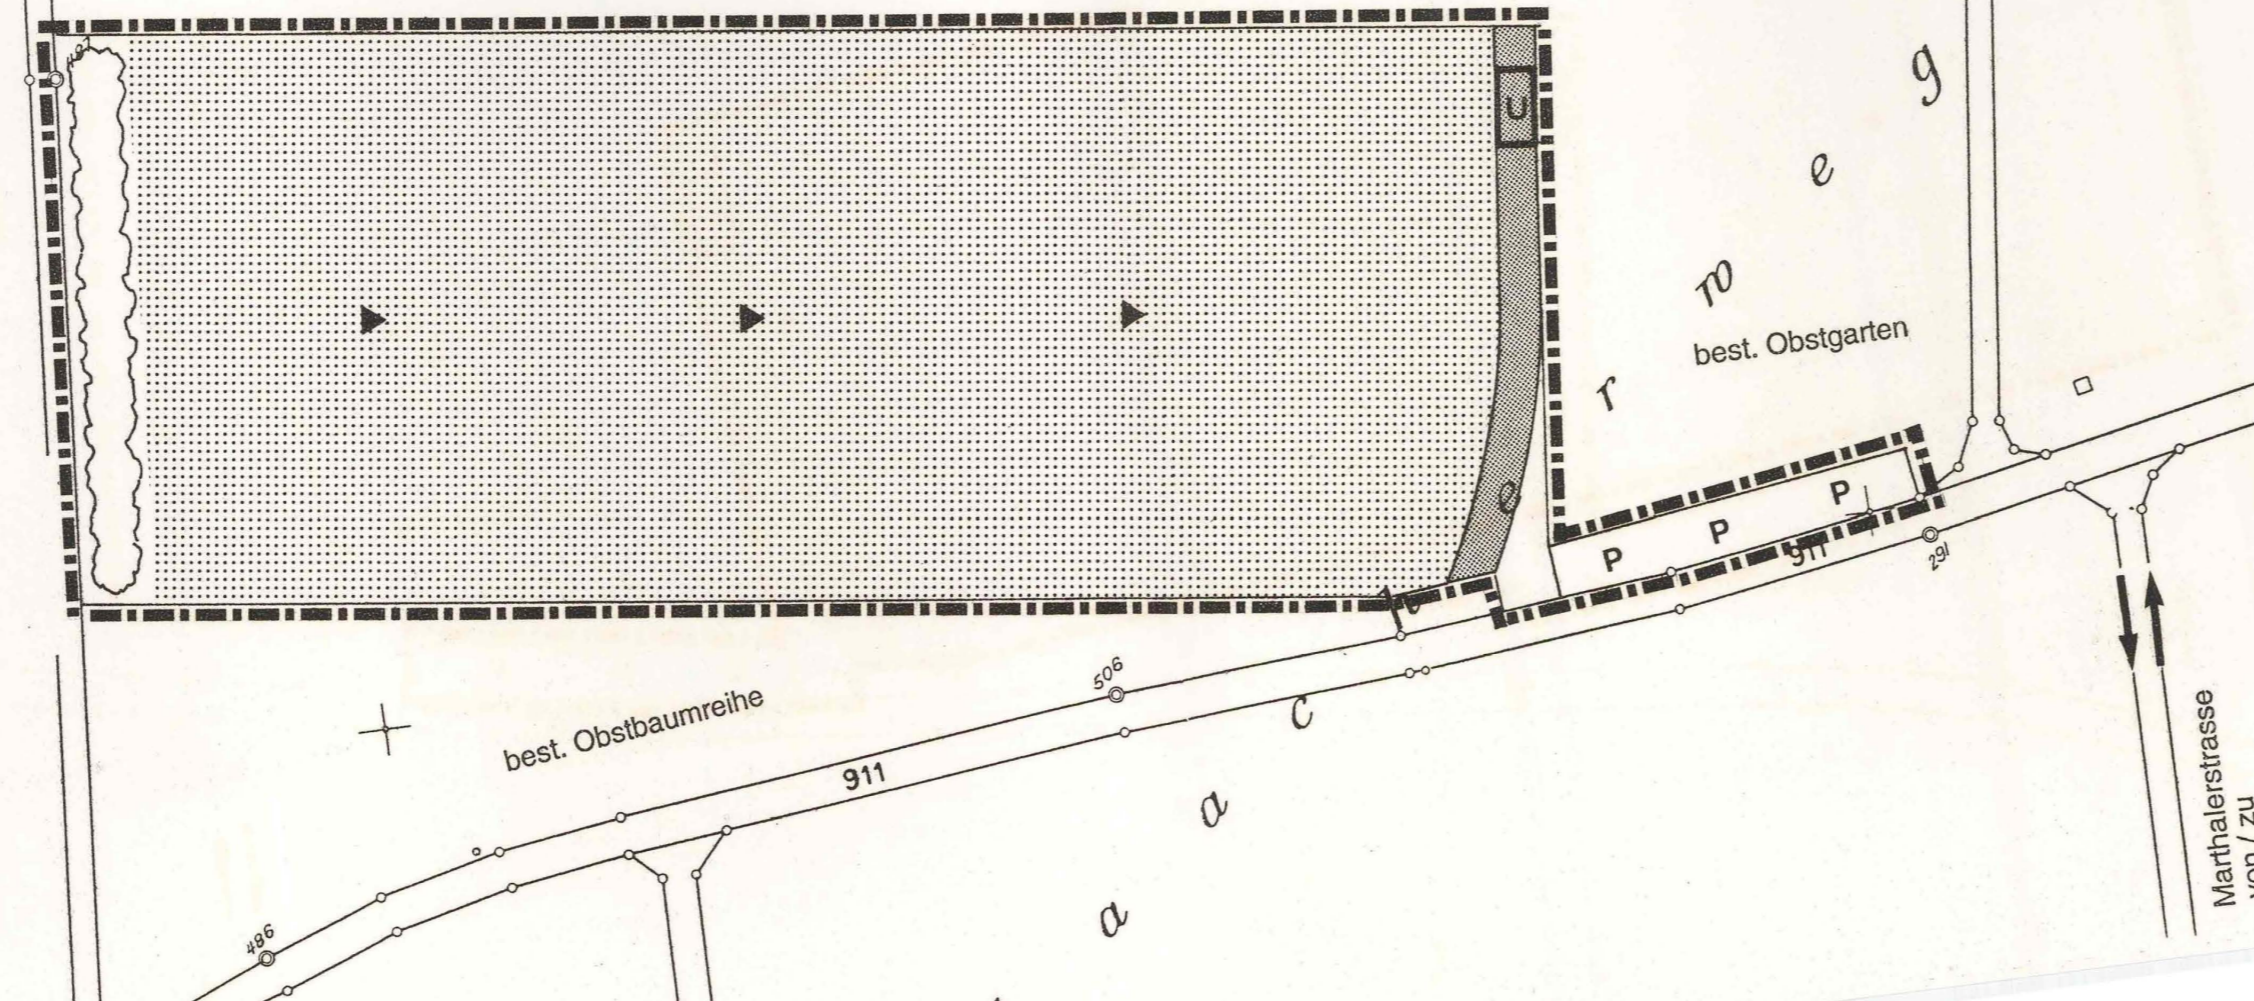 U
g
e
m
r
best. Obstgarten
e
P
P
P
911
291
506
best. Obstbaumreihe
911
c
a
a
486
Marthalerstrasse
von / zu